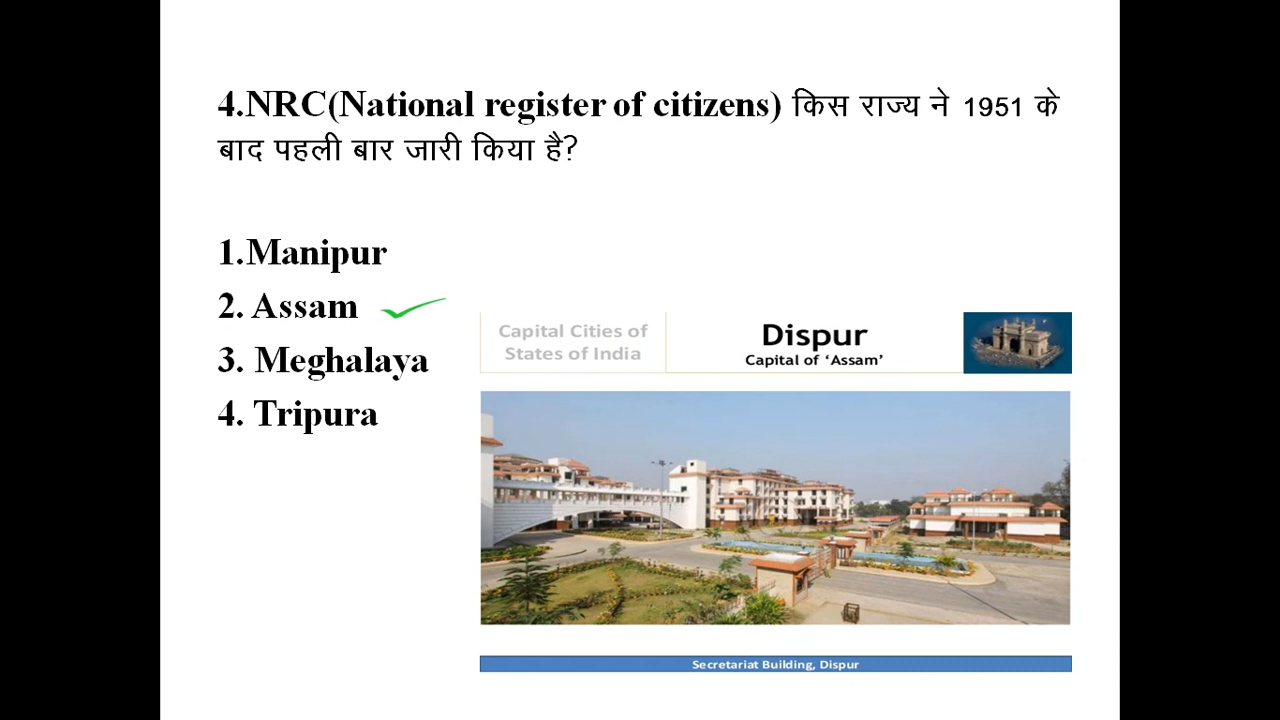 4.NRC(National register of citizens) किस राज्य ने 1951 के
बाद पहली बार जारी किया है?
1.Manipur
2. Assam
3. Meghalaya
4. Tripura
Capital Cities of
States of India
Dispur
Capital of ‘Assam’
Secretariat Building, Dispur